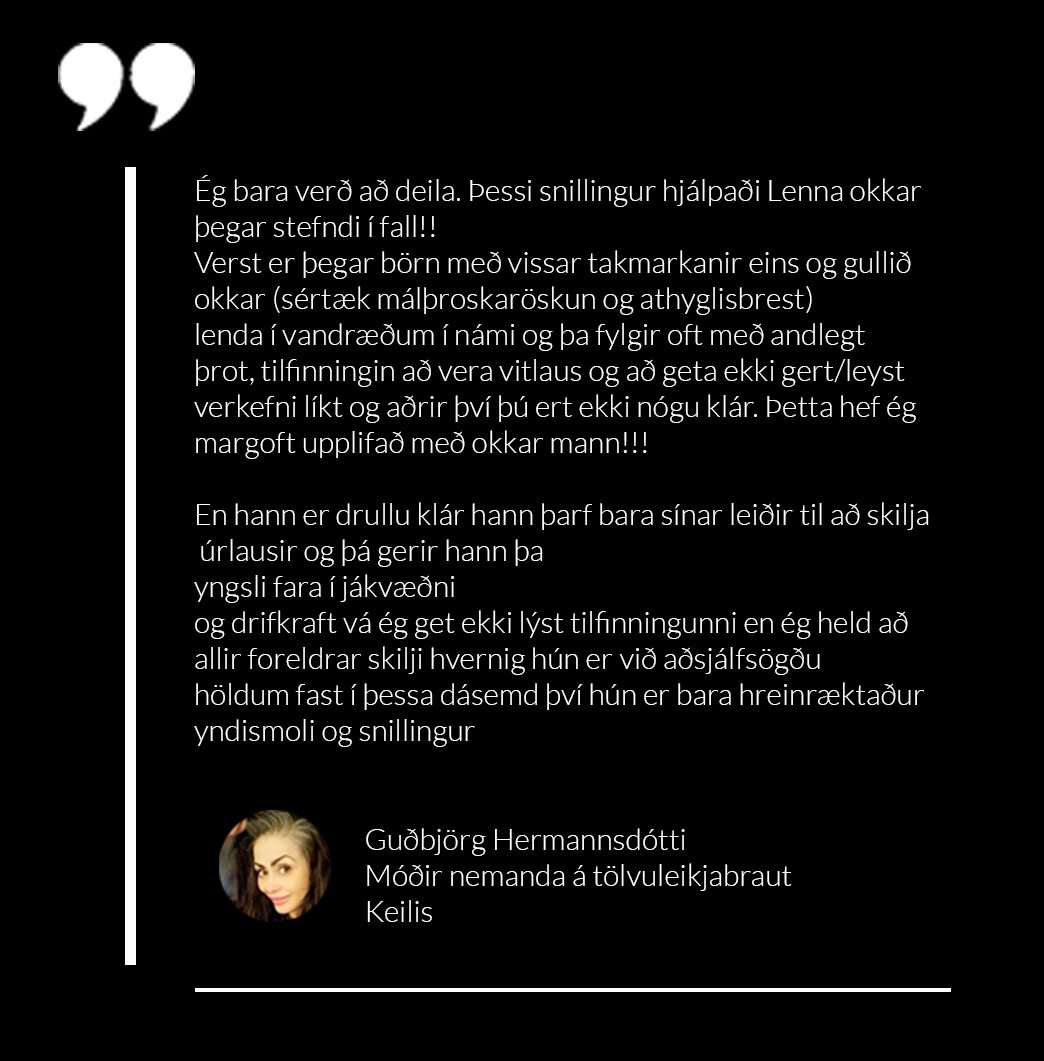 Ég bara verð að deila. Þessi snillingur hjálpaði Lenna okkar
þegar stefndi í fall!!
Verst er þegar börn með vissar takmarkanir eins og gullið
okkar (sértæk málþroskaröskun og athyglisbrest)
lenda í vandræðum í námi og þa fylgir oft með andlegt
þrot, tilfinningin að vera vitlaus og að geta ekki gert/leyst
verkefni líkt og aðrir því þú ert ekki nógu klár. Þetta hef ég
margoft upplifað með okkar mann!!!
En hann er drullu klár hann þarf bara sínar leiðir til að skilja
úrlausir og þá gerir hann þa
yngsli fara í jákvæðni
og drifkraft vá ég get ekki lýst tilfinningunni en ég held að
allir foreldrar skilji hvernig hún er við aðsjálfsögðu
höldum fast í þessa dásemd því hún er bara hreinræktaður
yndismoli og snillingur
Guðbjörg Hermannsdótti
Móðir nemanda á tölvuleikjabraut
Keilis